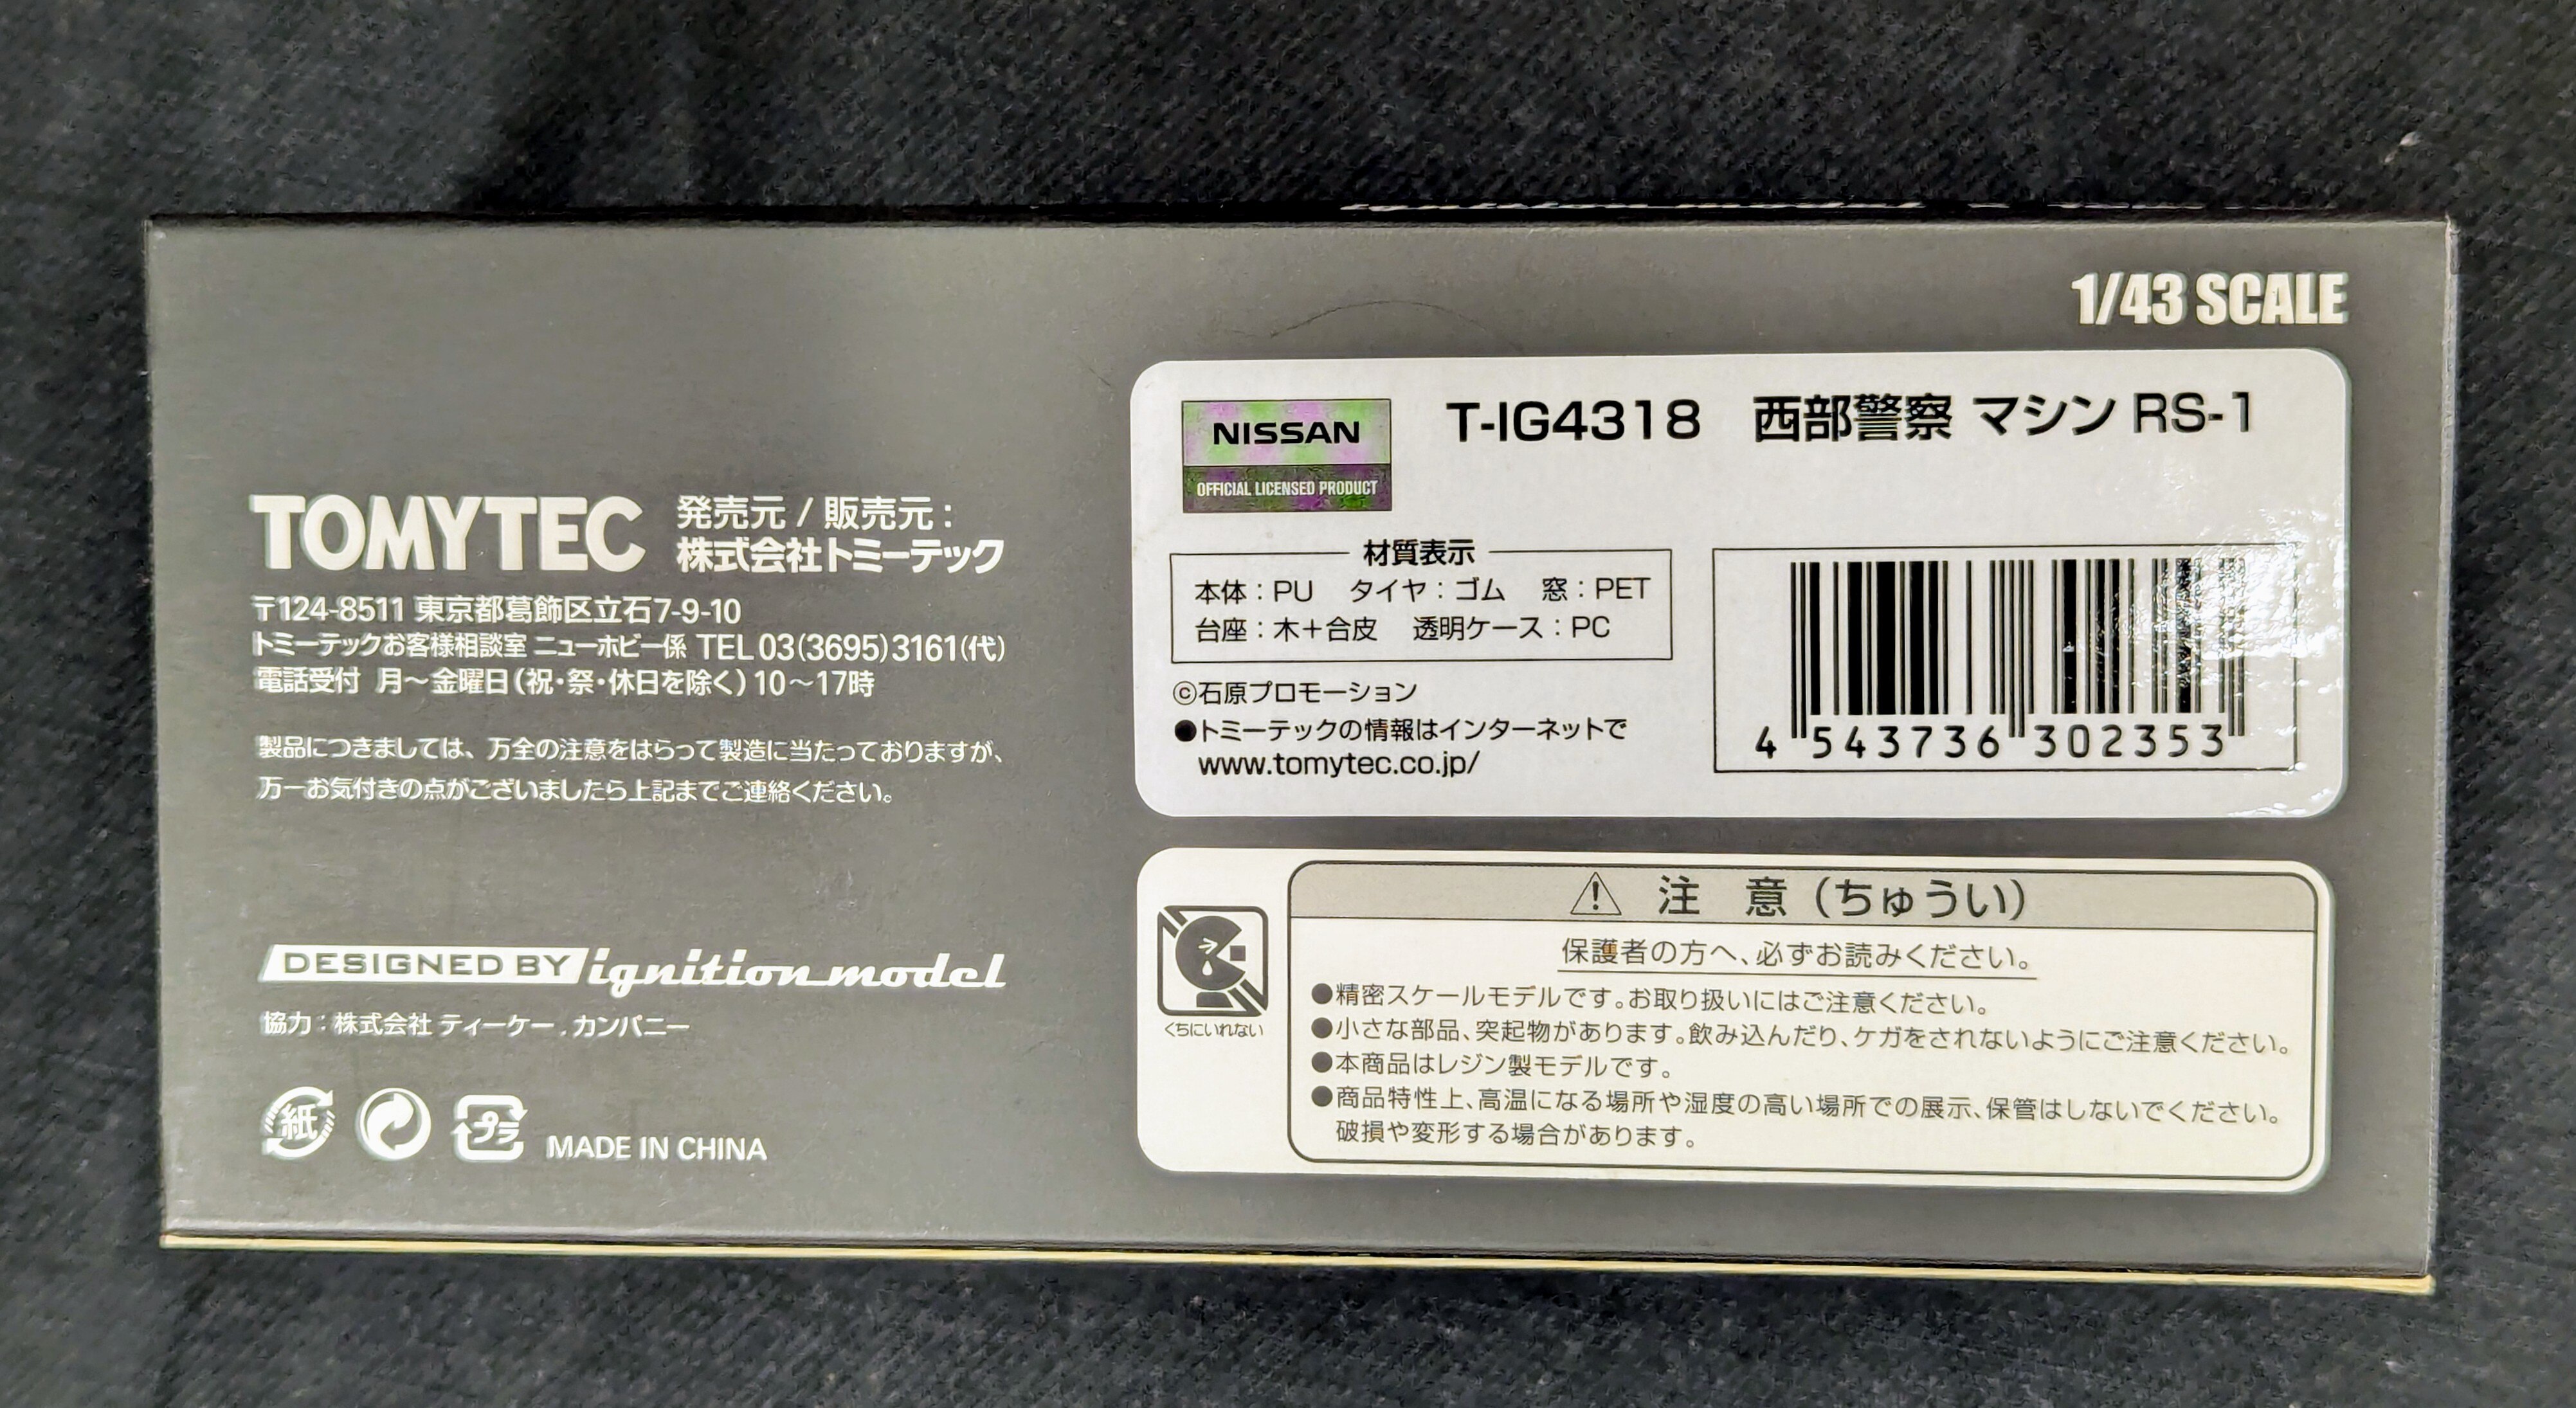 1/43 SCALE
TOMYTEC
発売元 / 販売元 :
株式会社トミーテック
〒124-8511 東京都葛飾区立石7-9-10
トミーテックお客様相談室 ニューホビー係 TEL 03(3695)3161(代)
電話受付 月〜金曜日(祝・祭・休日を除く)10〜17時
製品につきましては、万全の注意をはらって製造に当たっておりますが、
万一お気付きの点がございましたら上記までご連絡ください。
DESIGNED BY ignition model
協力:株式会社 ティーケー.カンパニー
紙
プラ
MADE IN CHINA
NISSAN
OFFICIAL LICENSED PRODUCT
T-IG4318 西部警察 マシン RS-1
材質表示
本体:PU タイヤ:ゴム 窓:PET
台座:木+合皮 透明ケース:PC
©石原プロモーション
●トミーテックの情報はインターネットで
www.tomytec.co.jp/
4 543736 302353
くちにいれない
注 意(ちゅうい)
保護者の方へ、必ずお読みください。
●精密スケールモデルです。お取り扱いにはご注意ください。
●小さな部品、突起物があります。飲み込んだり、ケガをされないようにご注意ください。
●本商品はレジン製モデルです。
●商品特性上、高温になる場所や湿度の高い場所での展示、保管はしないでください。
破損や変形する場合があります。